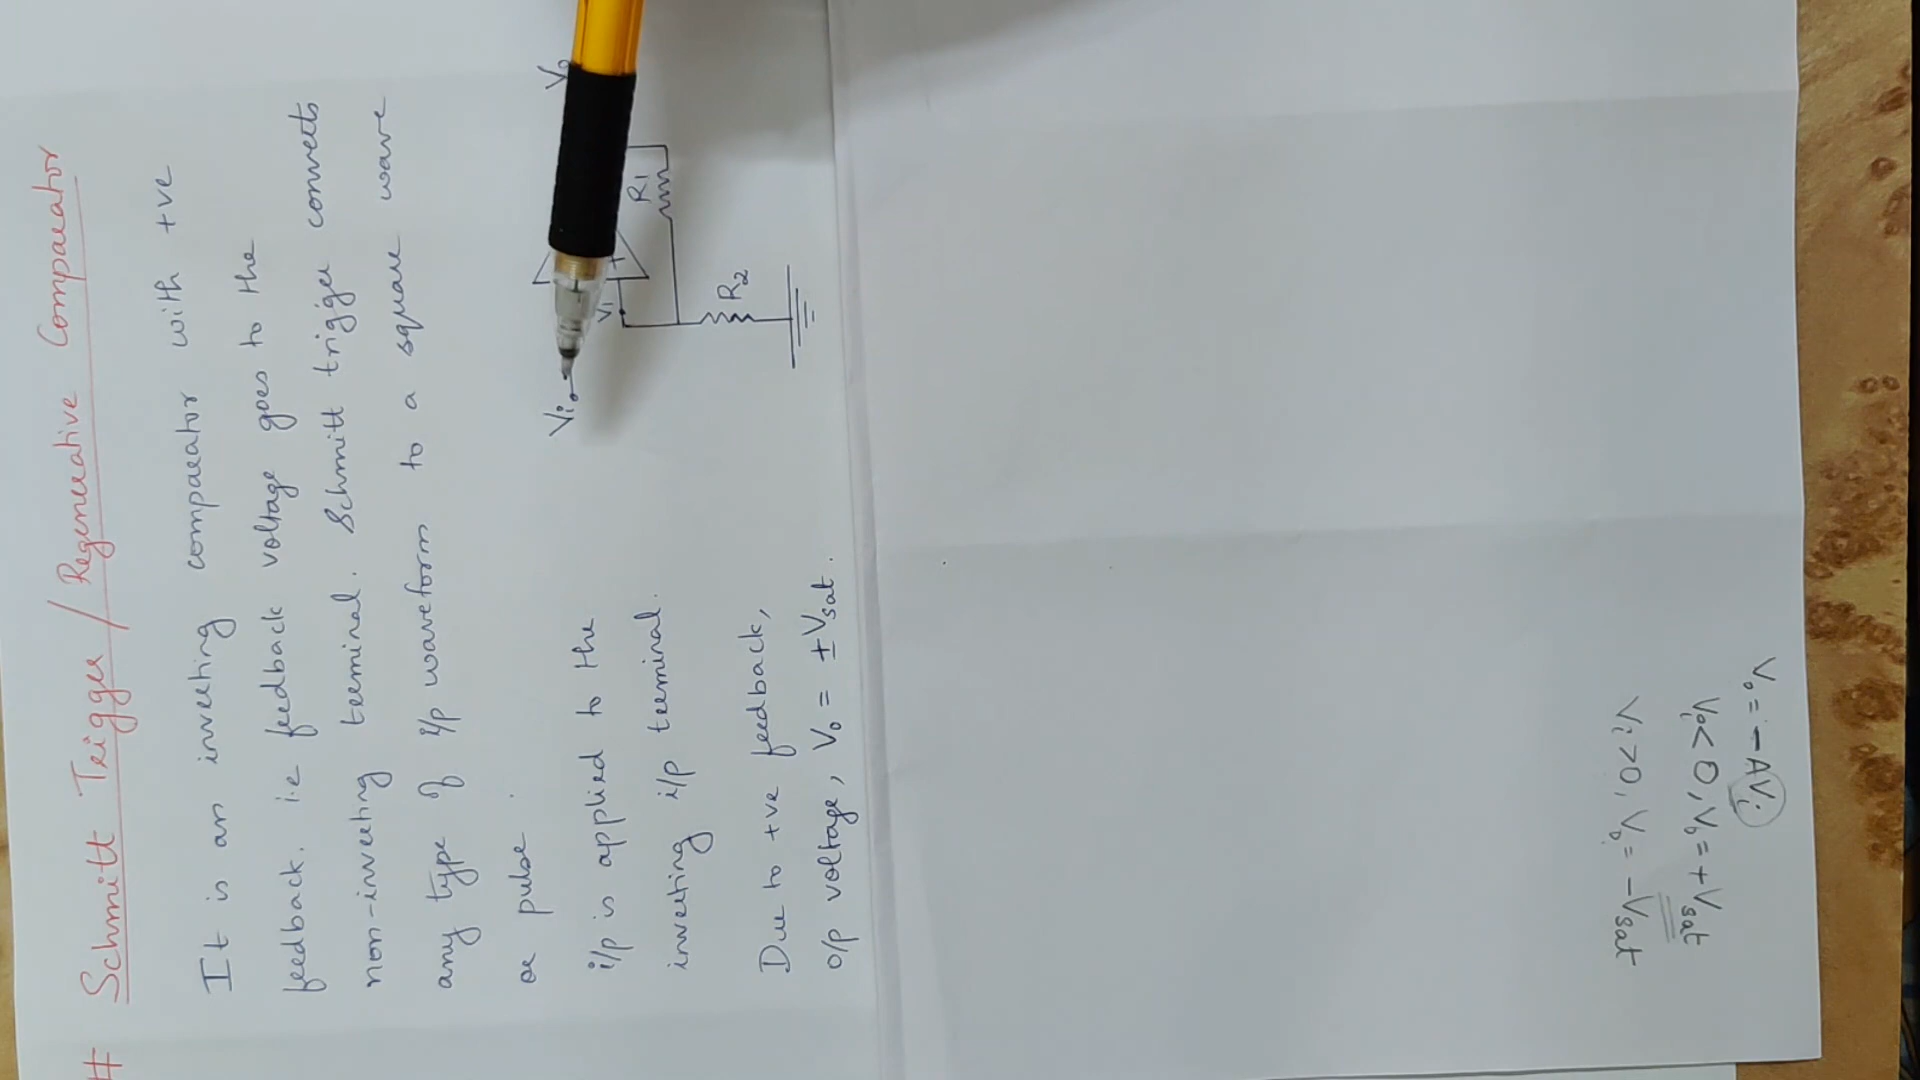 # Schmitt Trigger / Regenerative Comparator
It is an inverting comparator with +ve
feedback. i.e feedback voltage goes to the
non-inverting terminal. Schmitt trigger converts
any type of i/p waveform to a square wave
or pulse.
i/p is applied to the
inverting i/p terminal.
Due to +ve feedback,
o/p voltage, V₀ = ± Vsat.
Vi
V₀
V1
+
R1
R2
Vi > 0, V₀ = - Vsat
Vi < 0, V₀ = + Vsat
V₀ = - AVi